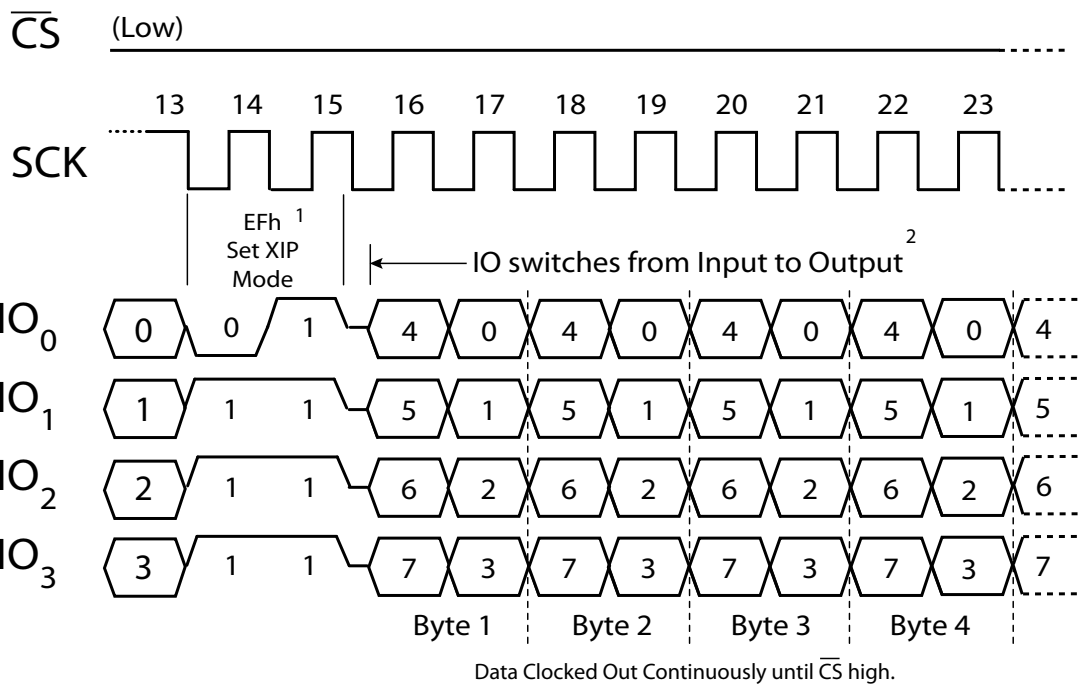 CS (Low)
13 14 15 16 17 18 19 20 21 22 23
SCK
EFh 1
Set XIP
Mode
IO switches from Input to Output 2
IO0 0 0 1 4 0 4 0 4 0 4 0 4
IO1 1 1 1 5 1 5 1 5 1 5 1 5
IO2 2 1 1 6 2 6 2 6 2 6 2 6
IO3 3 1 1 7 3 7 3 7 3 7 3 7
Byte 1 Byte 2 Byte 3 Byte 4
Data Clocked Out Continuously until CS high.